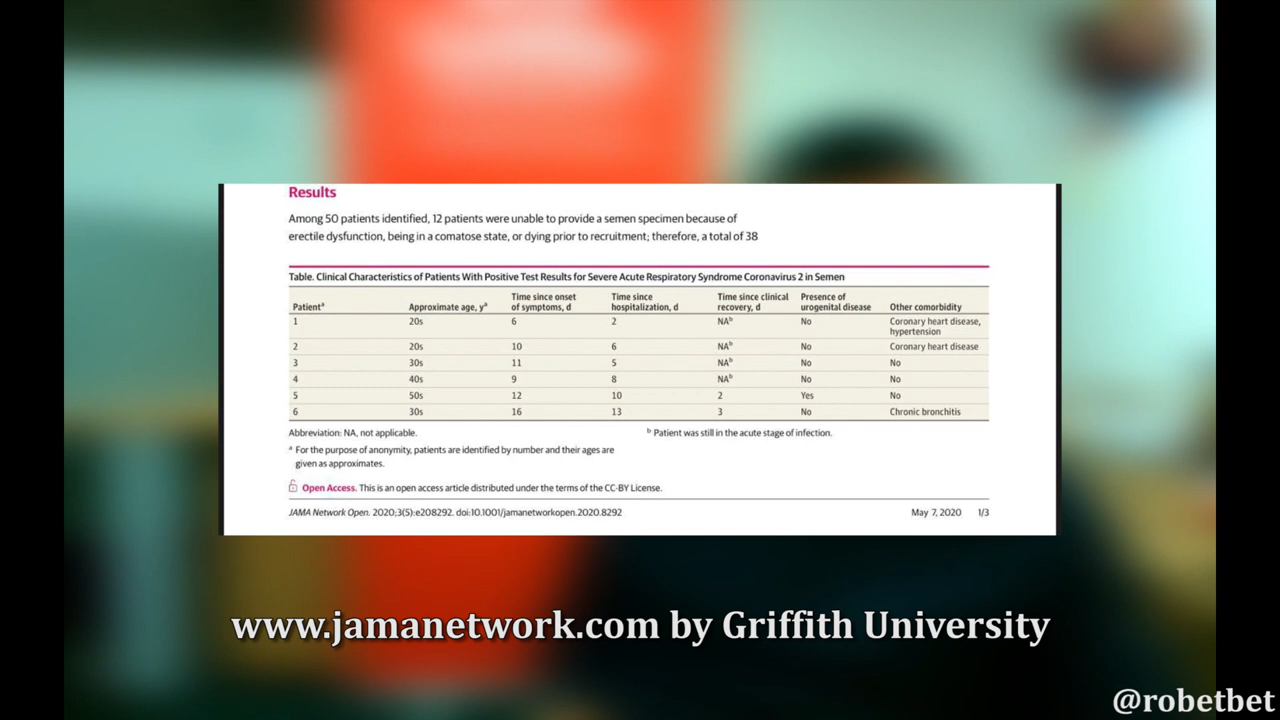 Results
Among 50 patients identified, 12 patients were unable to provide a semen specimen because of
erectile dysfunction, being in a comatose state, or dying prior to recruitment; therefore, a total of 38
Table. Clinical Characteristics of Patients With Positive Test Results for Severe Acute Respiratory Syndrome Coronavirus 2 in Semen
Patientᵃ Approximate age, yᵃ Time since onset of symptoms, d Time since hospitalization, d Time since clinical recovery, d Presence of urogenital disease Other comorbidity
1 20s 6 2 NAᵇ No Coronary heart disease, hypertension
2 20s 10 6 NAᵇ No Coronary heart disease
3 30s 11 5 NAᵇ No No
4 40s 9 8 NAᵇ No No
5 50s 12 10 2 Yes No
6 30s 16 13 3 No Chronic bronchitis
Abbreviation: NA, not applicable.
ᵃ For the purpose of anonymity, patients are identified by number and their ages are
given as approximates.
ᵇ Patient was still in the acute stage of infection.
Open Access. This is an open access article distributed under the terms of the CC-BY License.
JAMA Network Open. 2020;3(5):e208292. doi:10.1001/jamanetworkopen.2020.8292 May 7, 2020 1/3
www.jamanetwork.com by Griffith University
@robetbet